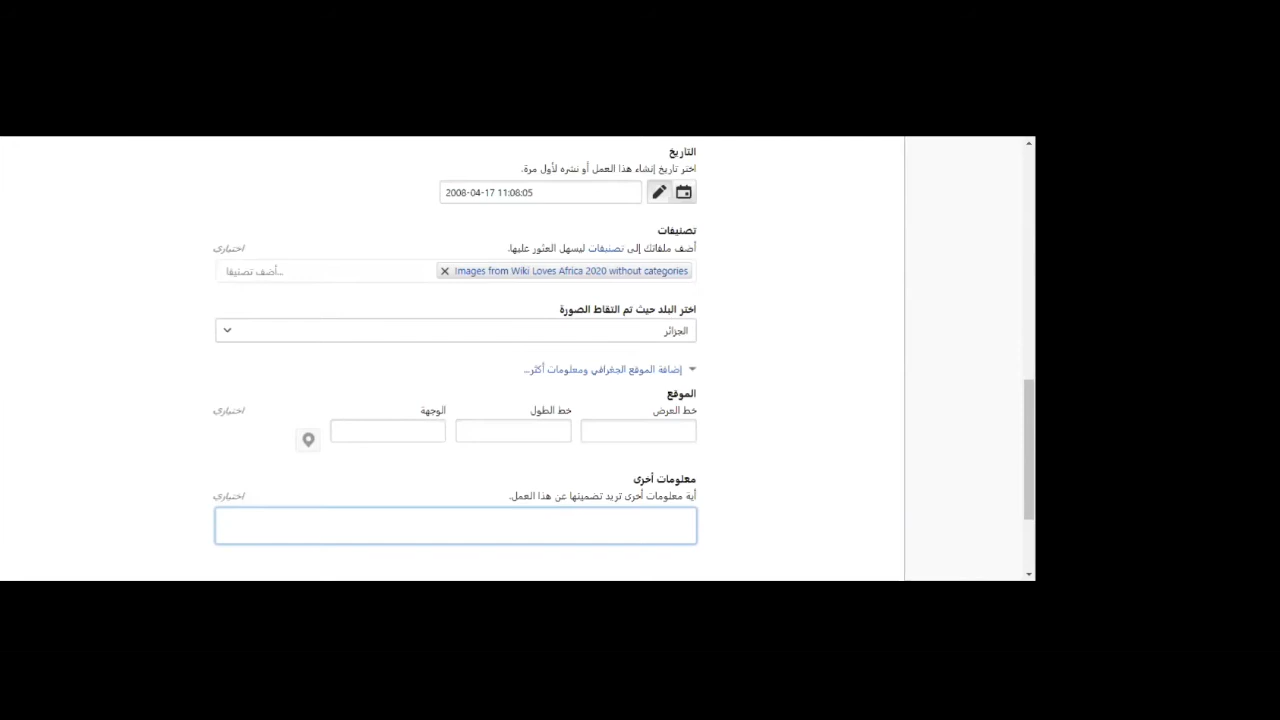 التاريخ
اختر تاريخ إنشاء هذا العمل أو نشره لأول مرة.
2008-04-17 11:08:05
تصنيفات
أضف ملفاتك إلى تصنيفات ليسهل العثور عليها. اختياري
Images from Wiki Loves Africa 2020 without categories أضف تصنيفا...
اختر البلد حيث تم التقاط الصورة
الجزائر
إضافة الموقع الجغرافي ومعلومات أكثر...
الموقع
خط العرض خط الطول الوجهة اختياري
معلومات أخرى
أية معلومات أخرى تريد تضمينها عن هذا العمل. اختياري